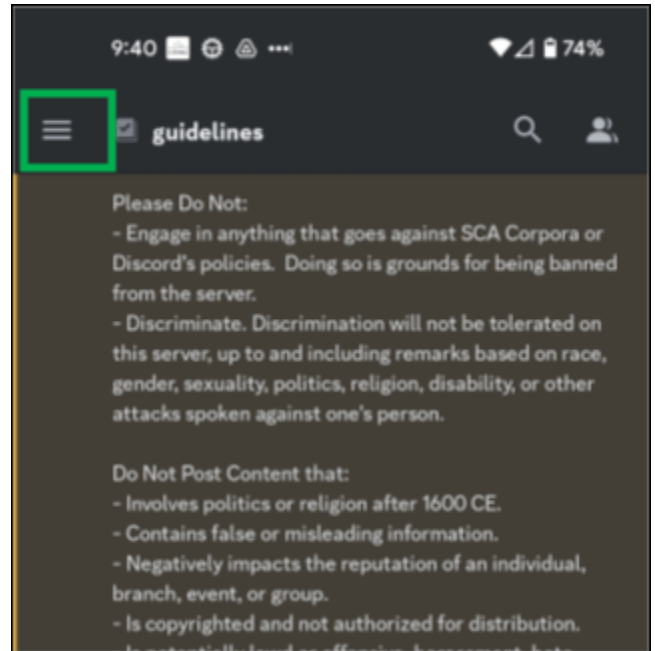 9:40 74%
guidelines
Please Do Not:
- Engage in anything that goes against SCA Corpora or
Discord's policies.  Doing so is grounds for being banned
from the server.
- Discriminate. Discrimination will not be tolerated on
this server, up to and including remarks based on race,
gender, sexuality, politics, religion, disability, or other
attacks spoken against one's person.
Do Not Post Content that:
- Involves politics or religion after 1600 CE.
- Contains false or misleading information.
- Negatively impacts the reputation of an individual,
branch, event, or group.
- Is copyrighted and not authorized for distribution.